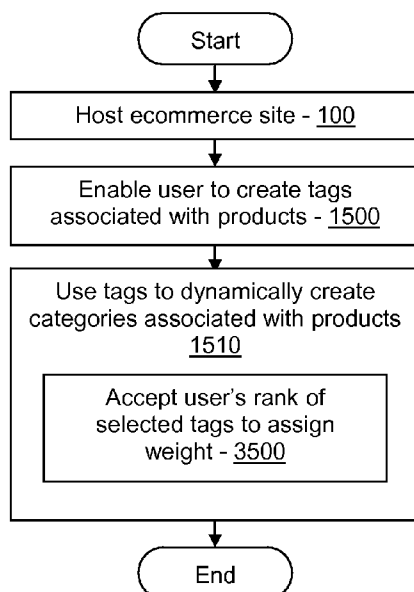 Start
Host ecommerce site - 100
Enable user to create tags
associated with products - 1500
Use tags to dynamically create
categories associated with products
1510
Accept user's rank of
selected tags to assign
weight - 3500
End